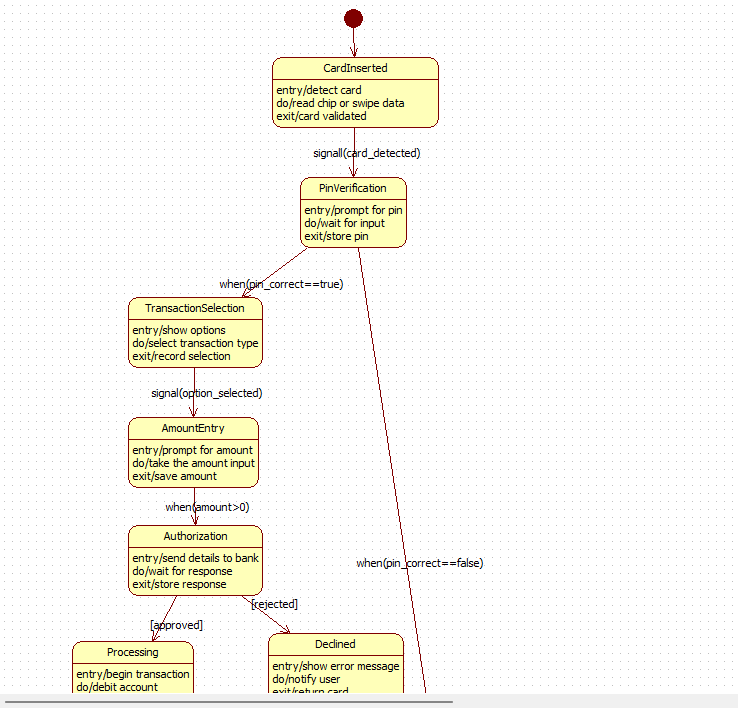 CardInserted
entry/detect card
do/read chip or swipe data
exit/card validated
signall(card_detected)
PinVerification
entry/prompt for pin
do/wait for input
exit/store pin
when(pin_correct==true)
TransactionSelection
entry/show options
do/select transaction type
exit/record selection
signal(option_selected)
AmountEntry
entry/prompt for amount
do/take the amount input
exit/save amount
when(amount>0)
Authorization
entry/send details to bank
do/wait for response
exit/store response
when(pin_correct==false)
[approved]
[rejected]
Processing
entry/begin transaction
do/debit account
Declined
entry/show error message
do/notify user
exit/return card